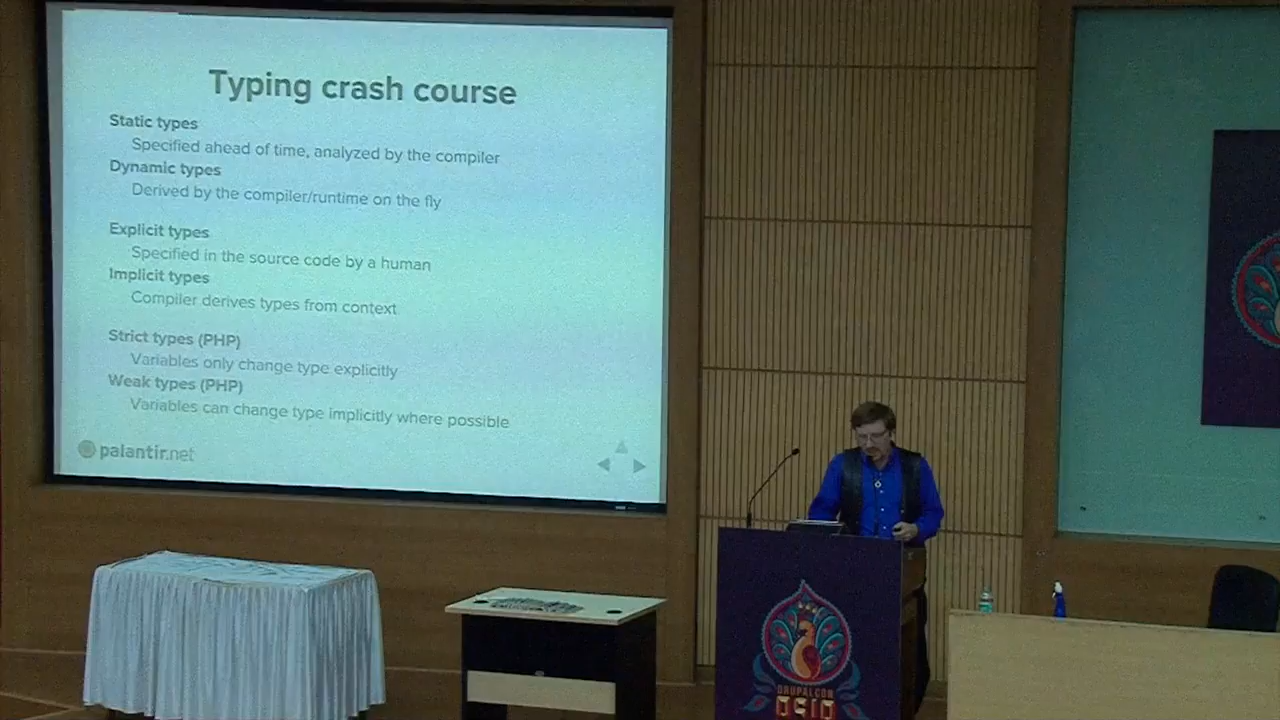 Typing crash course
Static types
Specified ahead of time, analyzed by the compiler
Dynamic types
Derived by the compiler/runtime on the fly
Explicit types
Specified in the source code by a human
Implicit types
Compiler derives types from context
Strict types (PHP)
Variables only change type explicitly
Weak types (PHP)
Variables can change type implicitly where possible
palantir.net
DRUPALCON